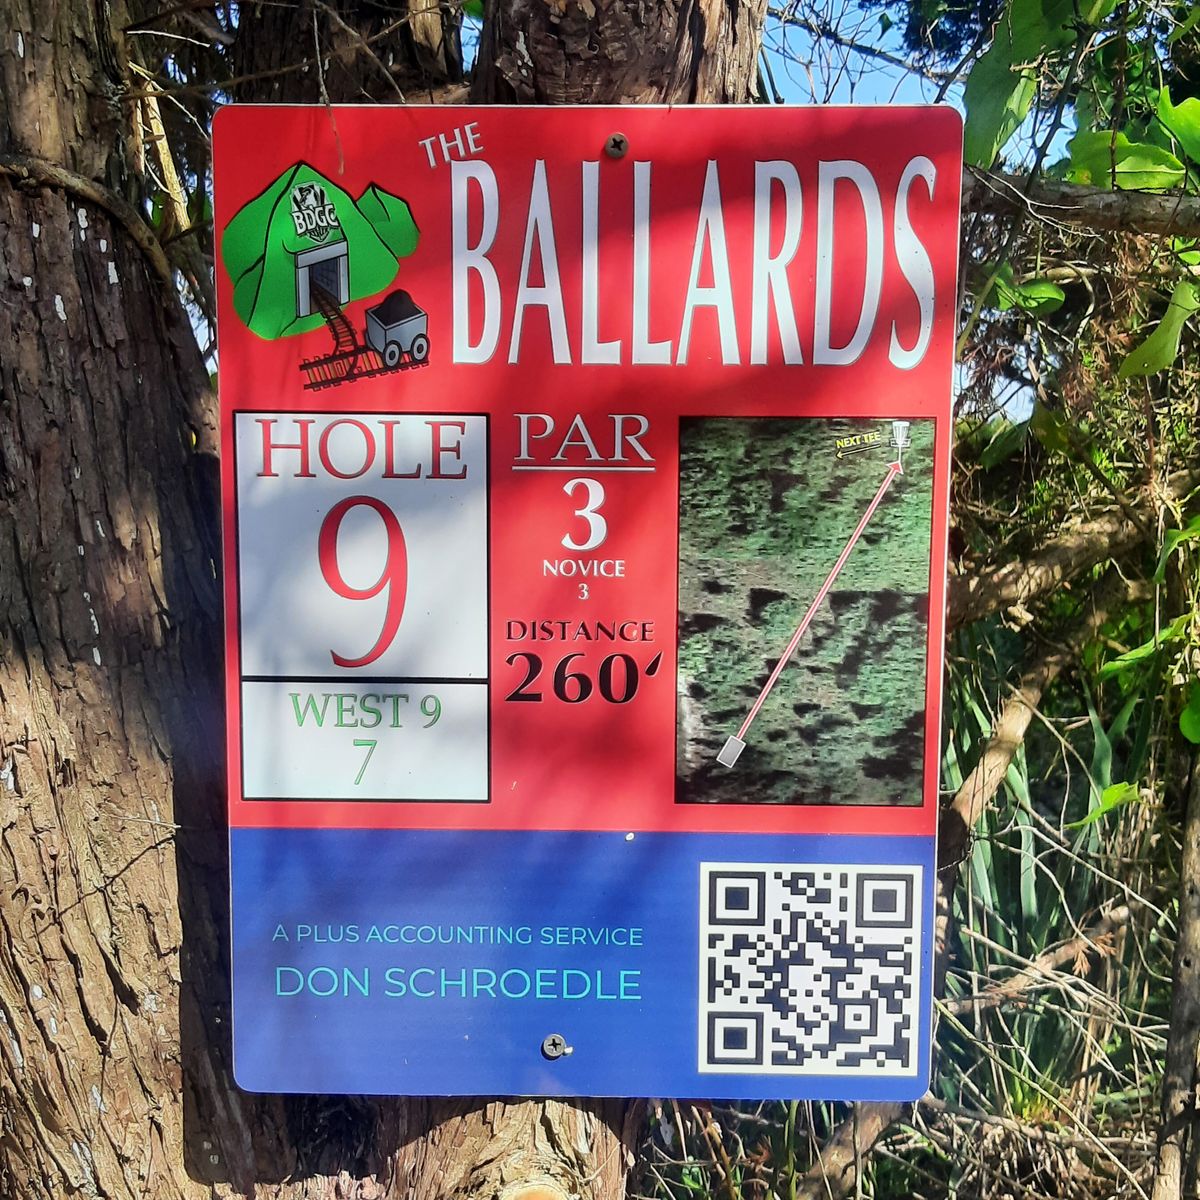 THE
BALLARDS
BDGC
HOLE
9
WEST 9
7
PAR
3
NOVICE
3
DISTANCE
260'
NEXT TEE
A PLUS ACCOUNTING SERVICE
DON SCHROEDLE